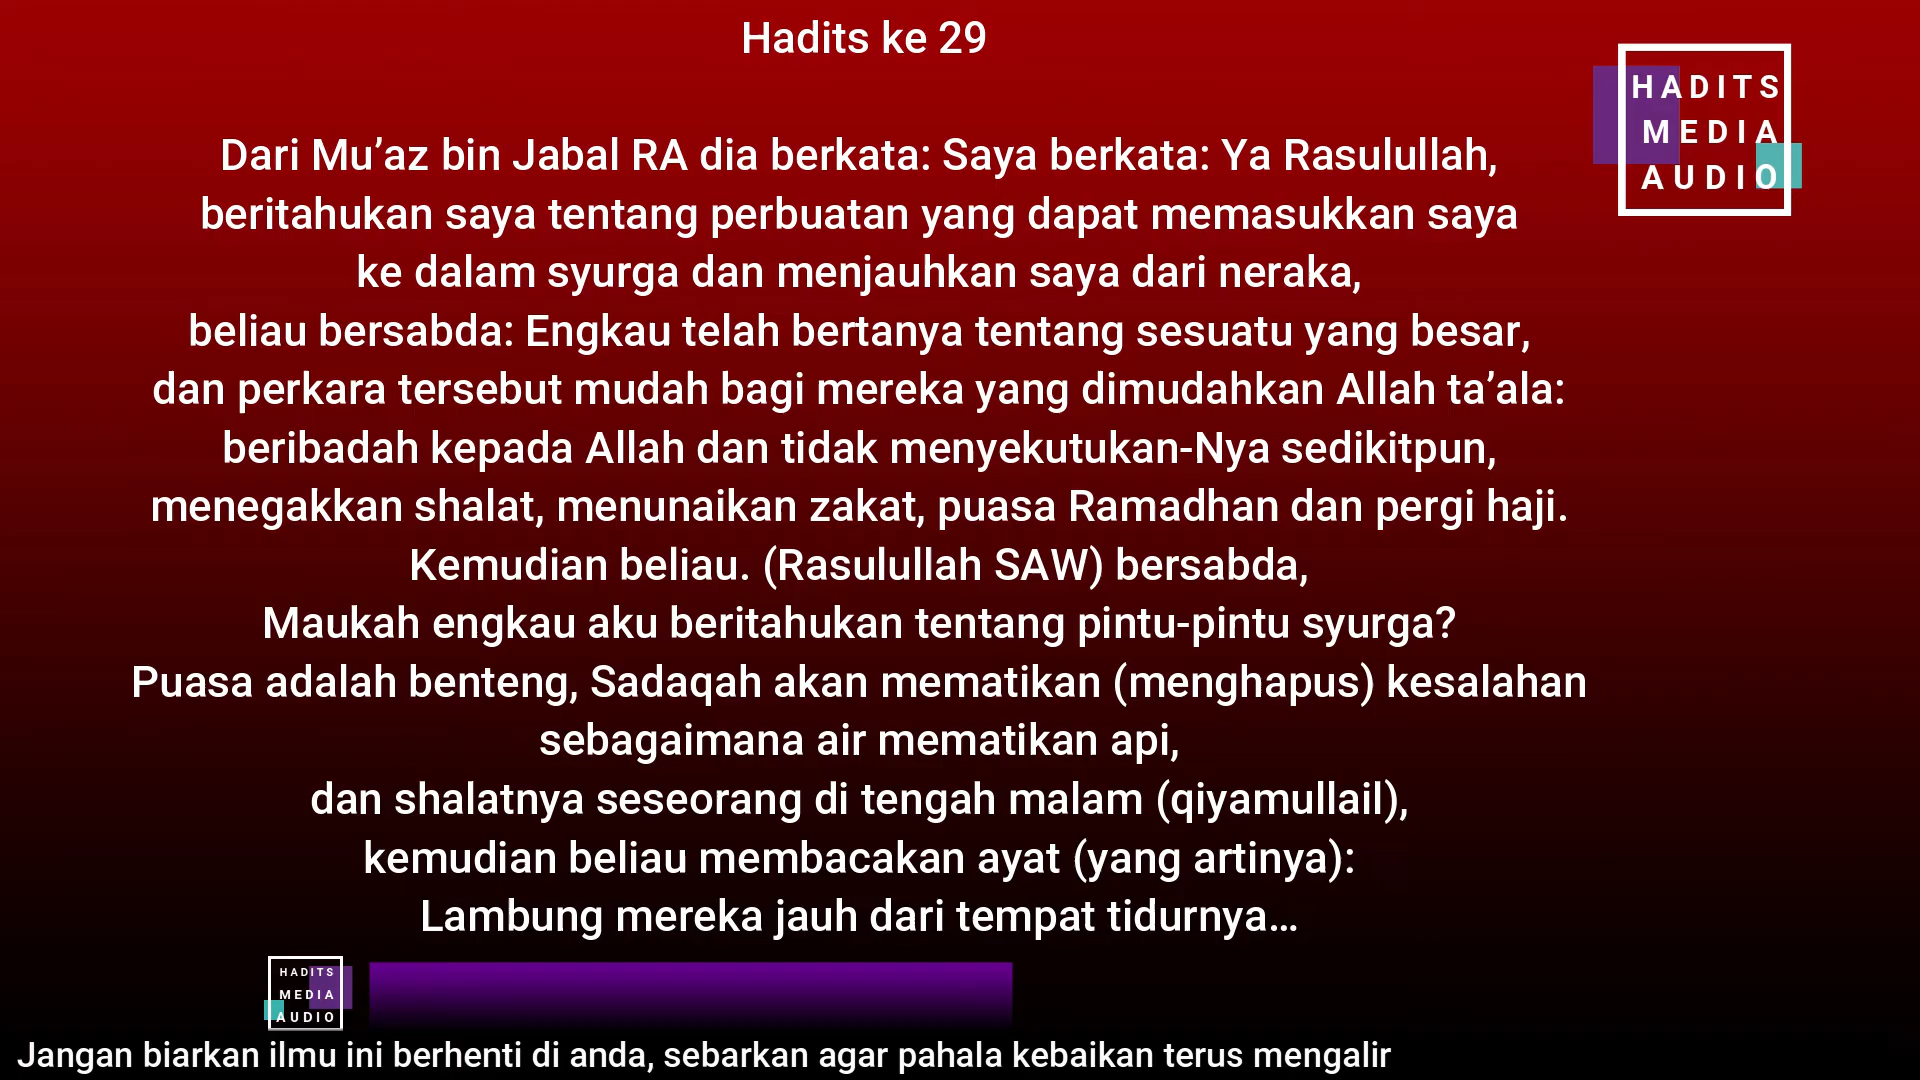 Hadits ke 29
HADITS
MEDIA
AUDIO
Dari Mu’az bin Jabal RA dia berkata: Saya berkata: Ya Rasulullah,
beritahukan saya tentang perbuatan yang dapat memasukkan saya
ke dalam syurga dan menjauhkan saya dari neraka,
beliau bersabda: Engkau telah bertanya tentang sesuatu yang besar,
dan perkara tersebut mudah bagi mereka yang dimudahkan Allah ta’ala:
beribadah kepada Allah dan tidak menyekutukan-Nya sedikitpun,
menegakkan shalat, menunaikan zakat, puasa Ramadhan dan pergi haji.
Kemudian beliau. (Rasulullah SAW) bersabda,
Maukah engkau aku beritahukan tentang pintu-pintu syurga?
Puasa adalah benteng, Sadaqah akan mematikan (menghapus) kesalahan
sebagaimana air mematikan api,
dan shalatnya seseorang di tengah malam (qiyamullail),
kemudian beliau membacakan ayat (yang artinya):
Lambung mereka jauh dari tempat tidurnya…
HADITS
MEDIA
AUDIO
Jangan biarkan ilmu ini berhenti di anda, sebarkan agar pahala kebaikan terus mengalir